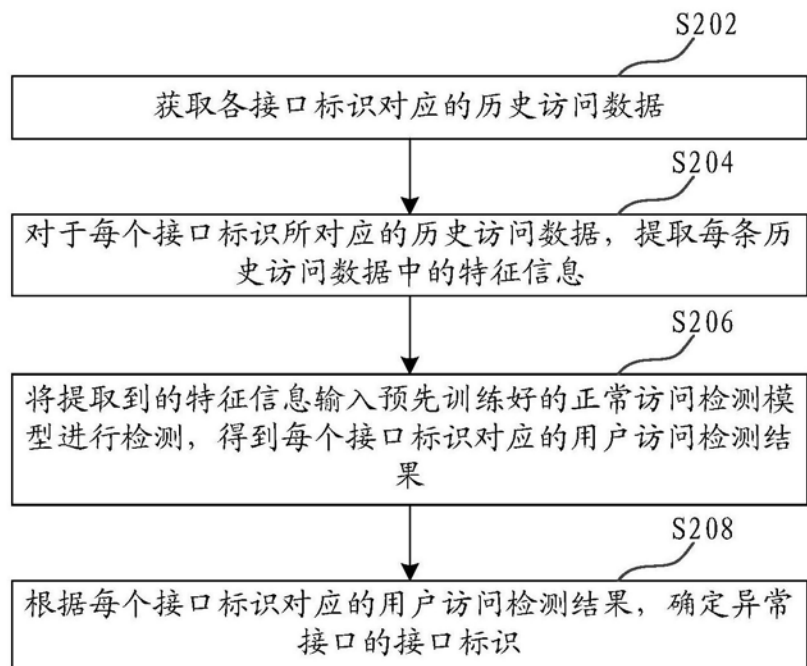 S202
获取各接口标识对应的历史访问数据
S204
对于每个接口标识所对应的历史访问数据，提取每条历
史访问数据中的特征信息
S206
将提取到的特征信息输入预先训练好的正常访问检测模
型进行检测，得到每个接口标识对应的用户访问检测结
果
S208
根据每个接口标识对应的用户访问检测结果，确定异常
接口的接口标识